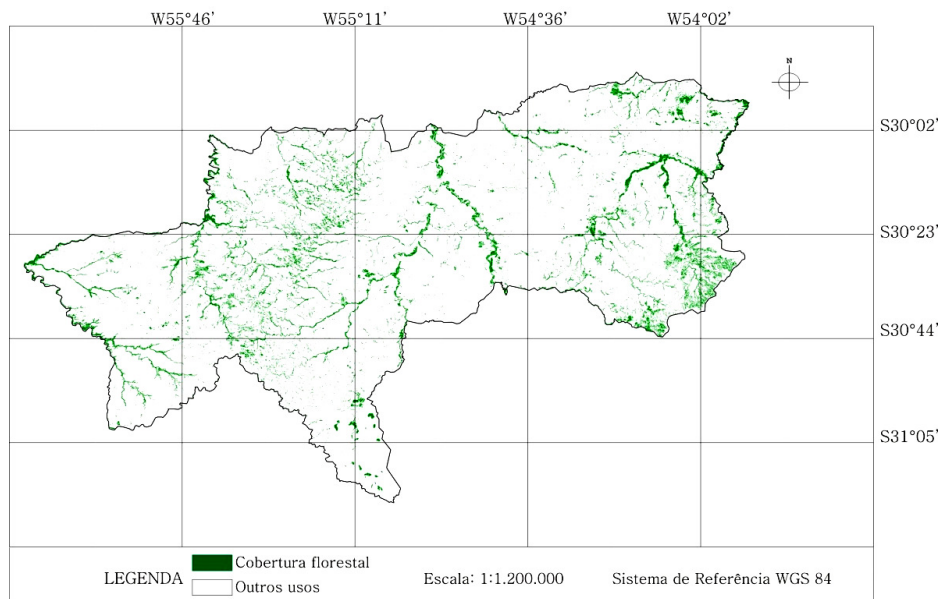 W55°46' W55°11' W54°36' W54°02'
N
S30°02'
S30°23'
S30°44'
S31°05'
Cobertura florestal
LEGENDA
Outros usos
Escala: 1:1.200.000
Sistema de Referência WGS 84